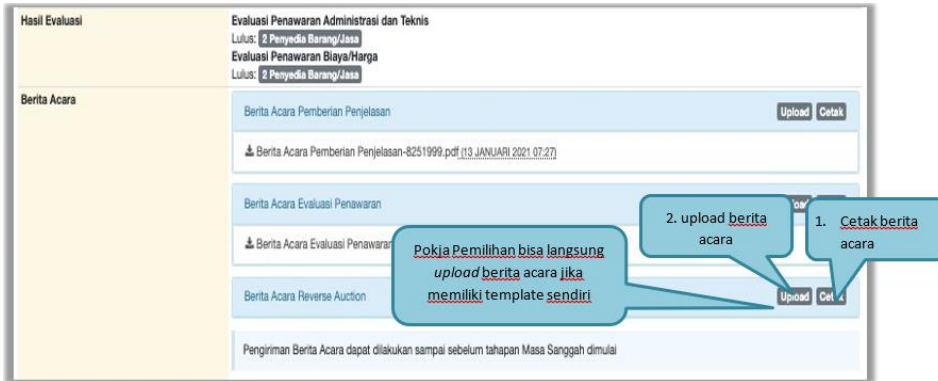 Hasil Evaluasi
Evaluasi Penawaran Administrasi dan Teknis
Lulus: 2 Penyedia Barang/Jasa
Evaluasi Penawaran Biaya/Harga
Lulus: 2 Penyedia Barang/Jasa
Berita Acara
Berita Acara Pemberian Penjelasan
Upload Cetak
Berita Acara Pemberian Penjelasan-8251999.pdf (13 JANUARI 2021 07:27)
Berita Acara Evaluasi Penawaran
2. upload berita
acara
1. Cetak berita
acara
Berita Acara Evaluasi Penawaran
Pokja Pemilihan bisa langsung
upload berita acara jika
memiliki template sendiri
Berita Acara Reverse Auction
Upload
Pengiriman Berita Acara dapat dilakukan sampai sebelum tahapan Masa Sanggah dimulai